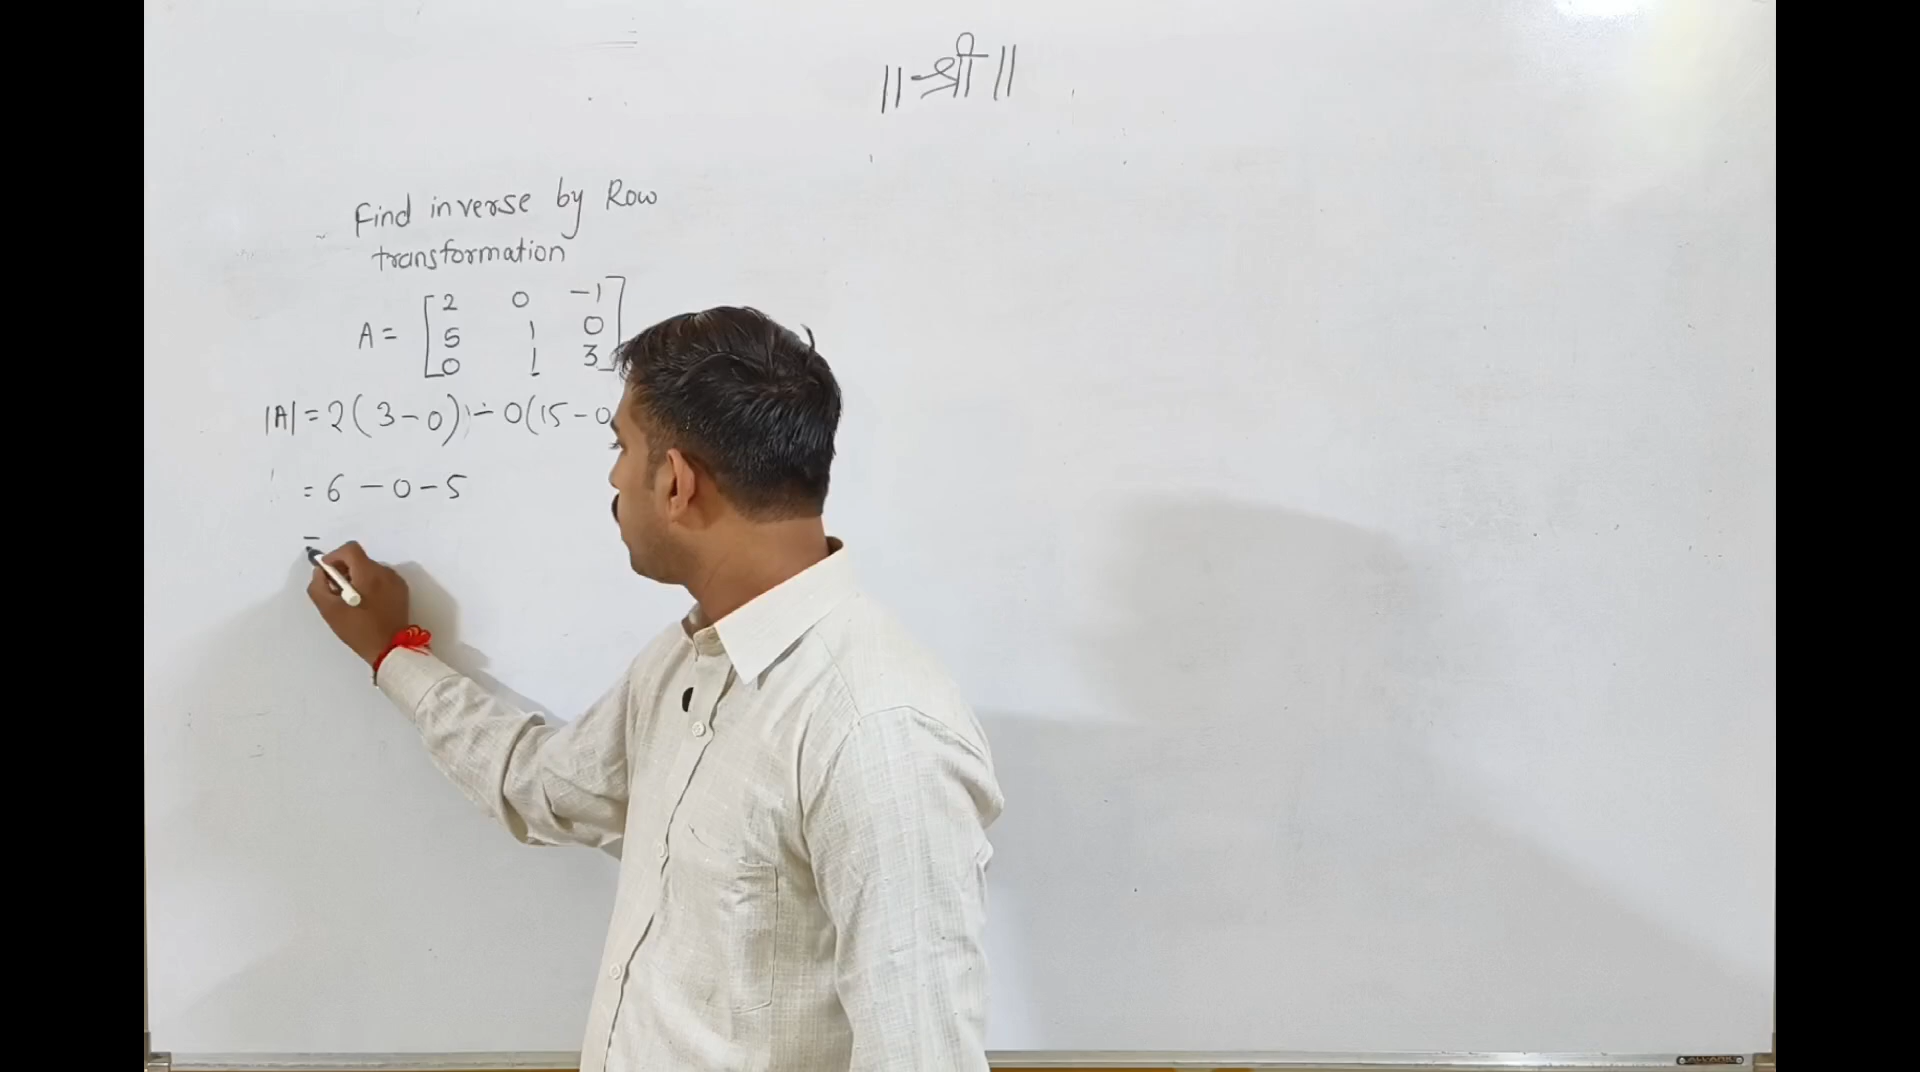 ॥ श्री ॥
Find inverse by Row
transformation
A = [2 0 -1
5 1 0
0 1 3]
|A| = 2(3-0) - 0(15-0
= 6 - 0 - 5
=